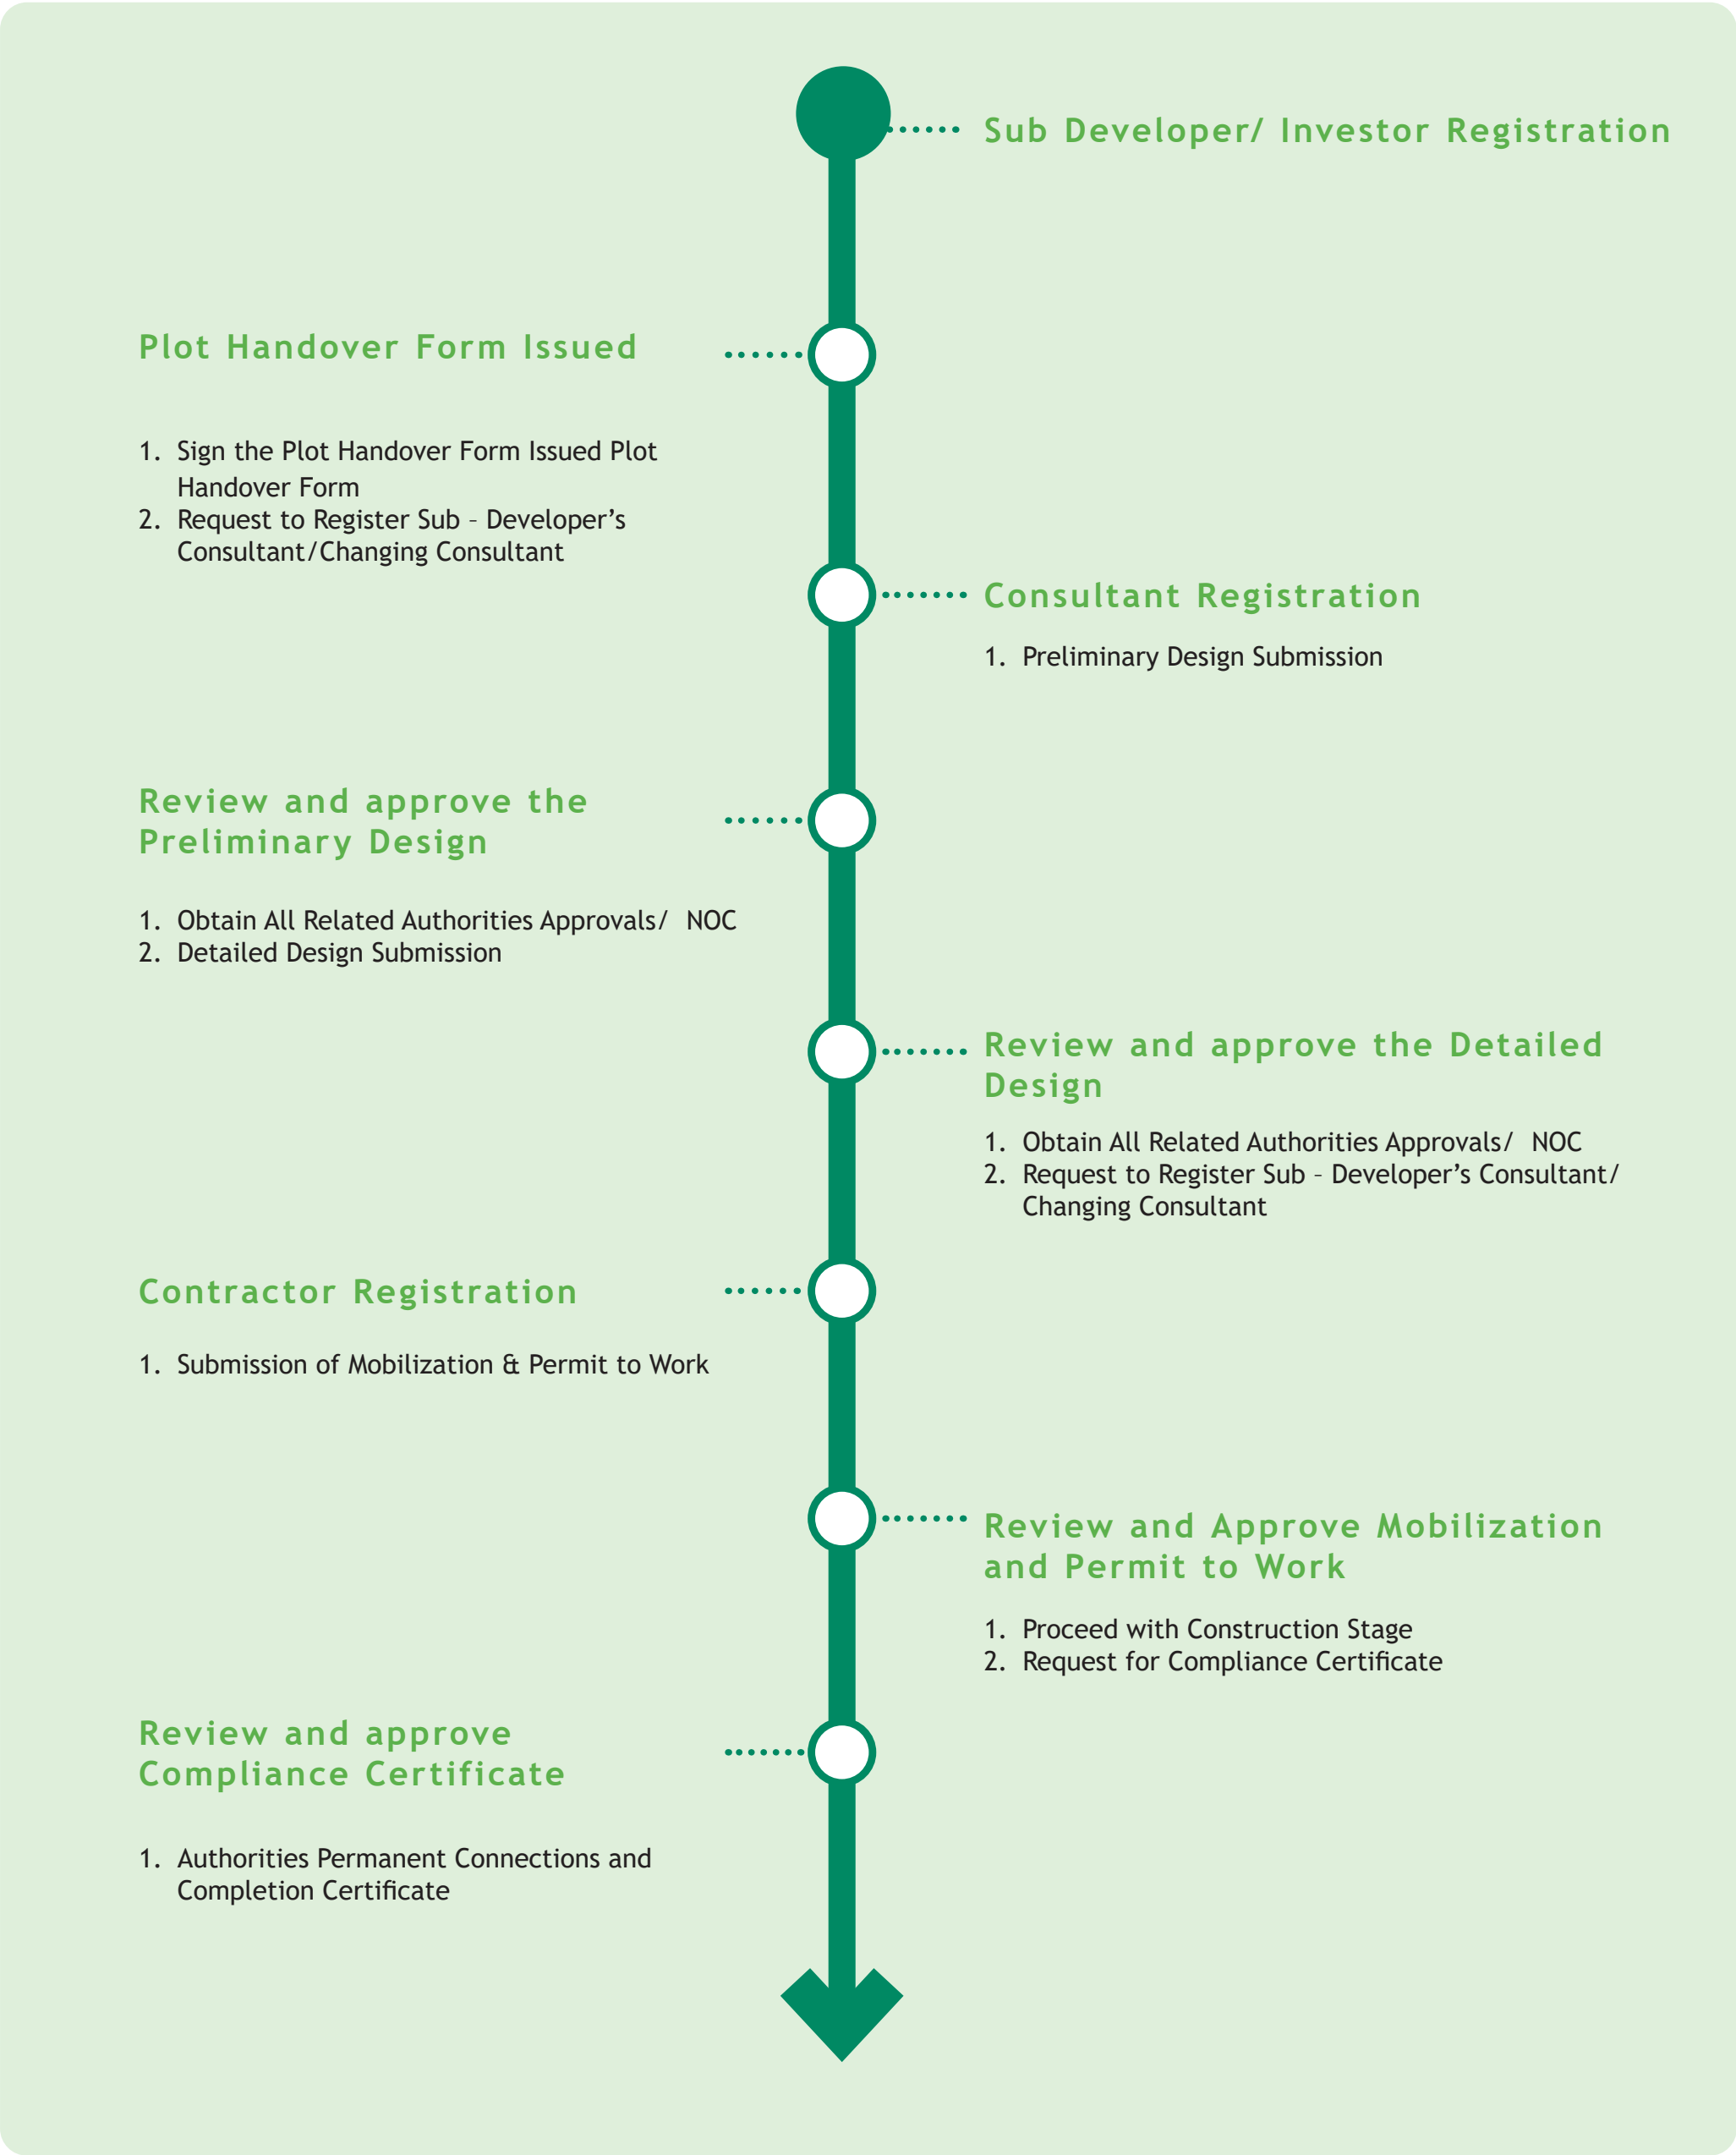 Sub Developer/ Investor Registration
Plot Handover Form Issued
1. Sign the Plot Handover Form Issued Plot
Handover Form
2. Request to Register Sub – Developer’s
Consultant/Changing Consultant
Consultant Registration
1. Preliminary Design Submission
Review and approve the
Preliminary Design
1. Obtain All Related Authorities Approvals/ NOC
2. Detailed Design Submission
Review and approve the Detailed
Design
1. Obtain All Related Authorities Approvals/ NOC
2. Request to Register Sub – Developer’s Consultant/
Changing Consultant
Contractor Registration
1. Submission of Mobilization & Permit to Work
Review and Approve Mobilization
and Permit to Work
1. Proceed with Construction Stage
2. Request for Compliance Certificate
Review and approve
Compliance Certificate
1. Authorities Permanent Connections and
Completion Certificate